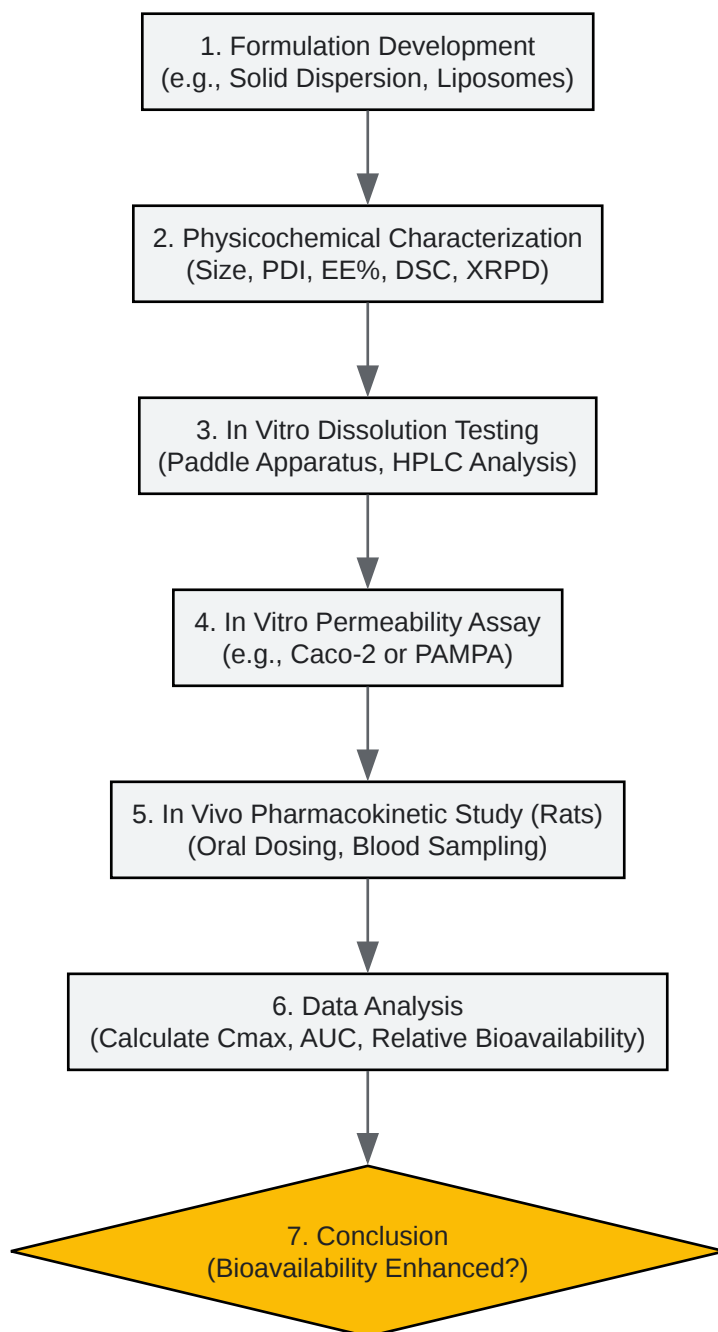 1. Formulation Development
(e.g., Solid Dispersion, Liposomes)
2. Physicochemical Characterization
(Size, PDI, EE%, DSC, XRPD)
3. In Vitro Dissolution Testing
(Paddle Apparatus, HPLC Analysis)
4. In Vitro Permeability Assay
(e.g., Caco-2 or PAMPA)
5. In Vivo Pharmacokinetic Study (Rats)
(Oral Dosing, Blood Sampling)
6. Data Analysis
(Calculate Cmax, AUC, Relative Bioavailability)
7. Conclusion
(Bioavailability Enhanced?)